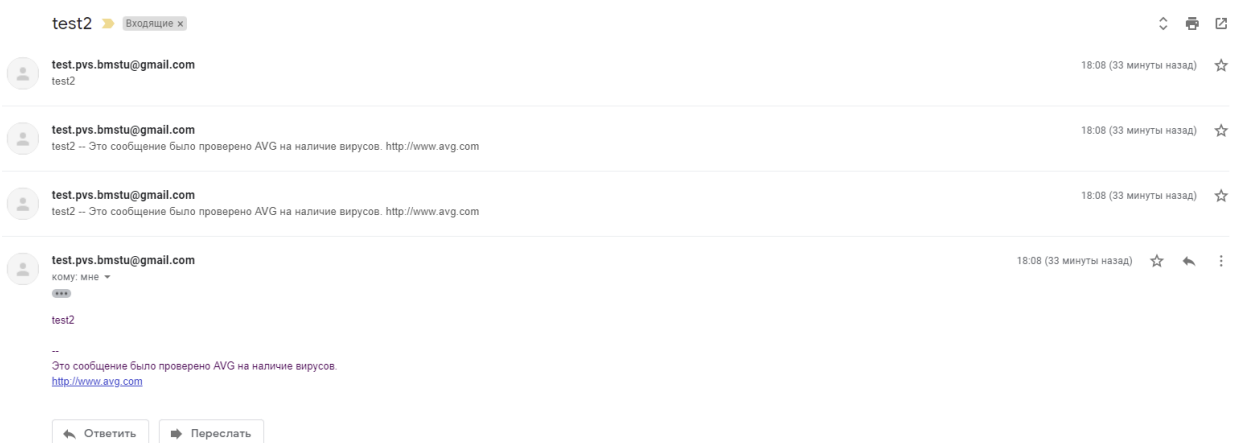 test2 Входящие x
test.pvs.bmstu@gmail.com 18:08 (33 минуты назад)
test2
test.pvs.bmstu@gmail.com 18:08 (33 минуты назад)
test2 -- Это сообщение было проверено AVG на наличие вирусов. http://www.avg.com
test.pvs.bmstu@gmail.com 18:08 (33 минуты назад)
test2 -- Это сообщение было проверено AVG на наличие вирусов. http://www.avg.com
test.pvs.bmstu@gmail.com 18:08 (33 минуты назад)
кому: мне
test2
--
Это сообщение было проверено AVG на наличие вирусов.
http://www.avg.com
Ответить Переслать